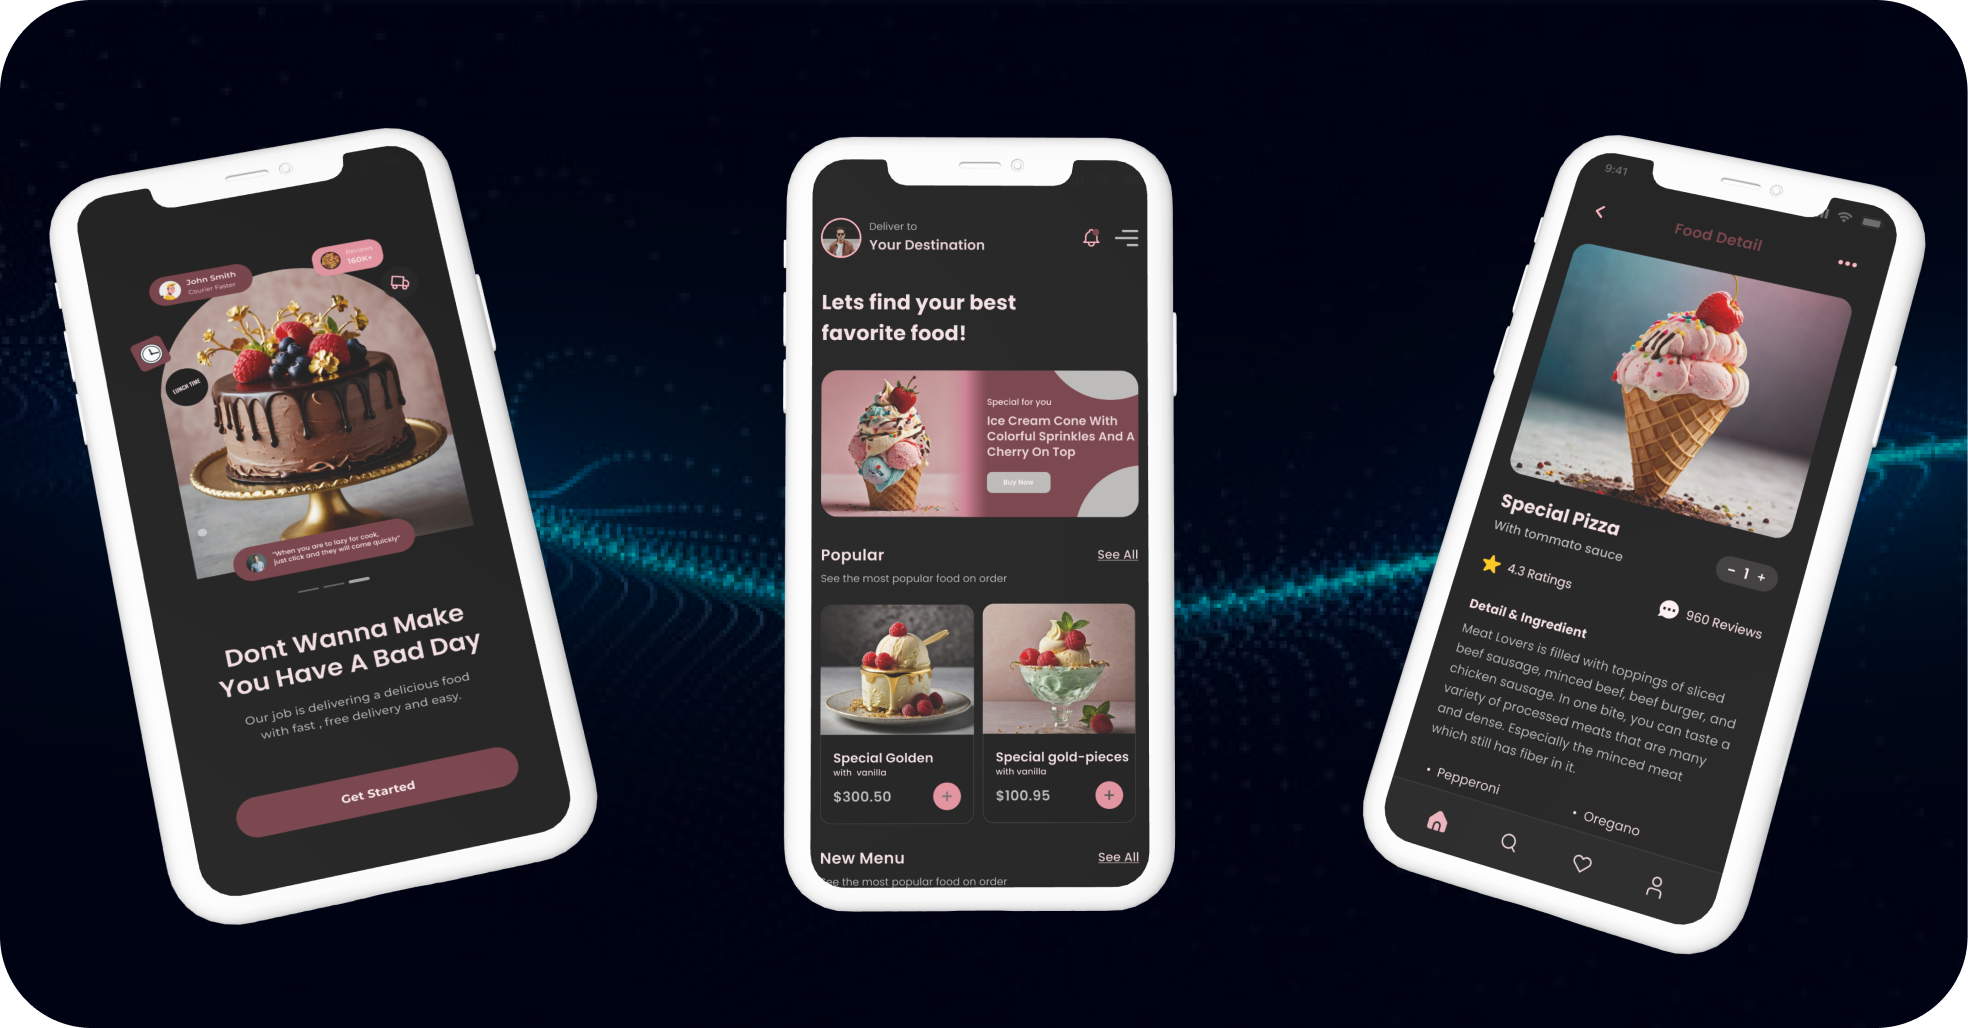 Reviews
160K+
John Smith
Courier Faster
LUNCH TIME
"When you are to lazy for cook,
just click and they will come quickly"
Dont Wanna Make
You Have A Bad Day
Our job is delivering a delicious food
with fast , free delivery and easy.
Get Started
Deliver to
Your Destination
Lets find your best
favorite food!
Special for you
Ice Cream Cone With
Colorful Sprinkles And A
Cherry On Top
Buy Now
Popular
See All
See the most popular food on order
Special Golden
with vanilla
$300.50
+
Special gold-pieces
with vanilla
$100.95
+
New Menu
See All
See the most popular food on order
9:41
Food Detail
Special Pizza
With tommato sauce
4.3 Ratings
- 1 +
960 Reviews
Detail & Ingredient
Meat Lovers is filled with toppings of sliced
beef sausage, minced beef, beef burger, and
chicken sausage. In one bite, you can taste a
variety of processed meats that are many
and dense. Especially the minced meat
which still has fiber in it.
• Pepperoni
• Oregano